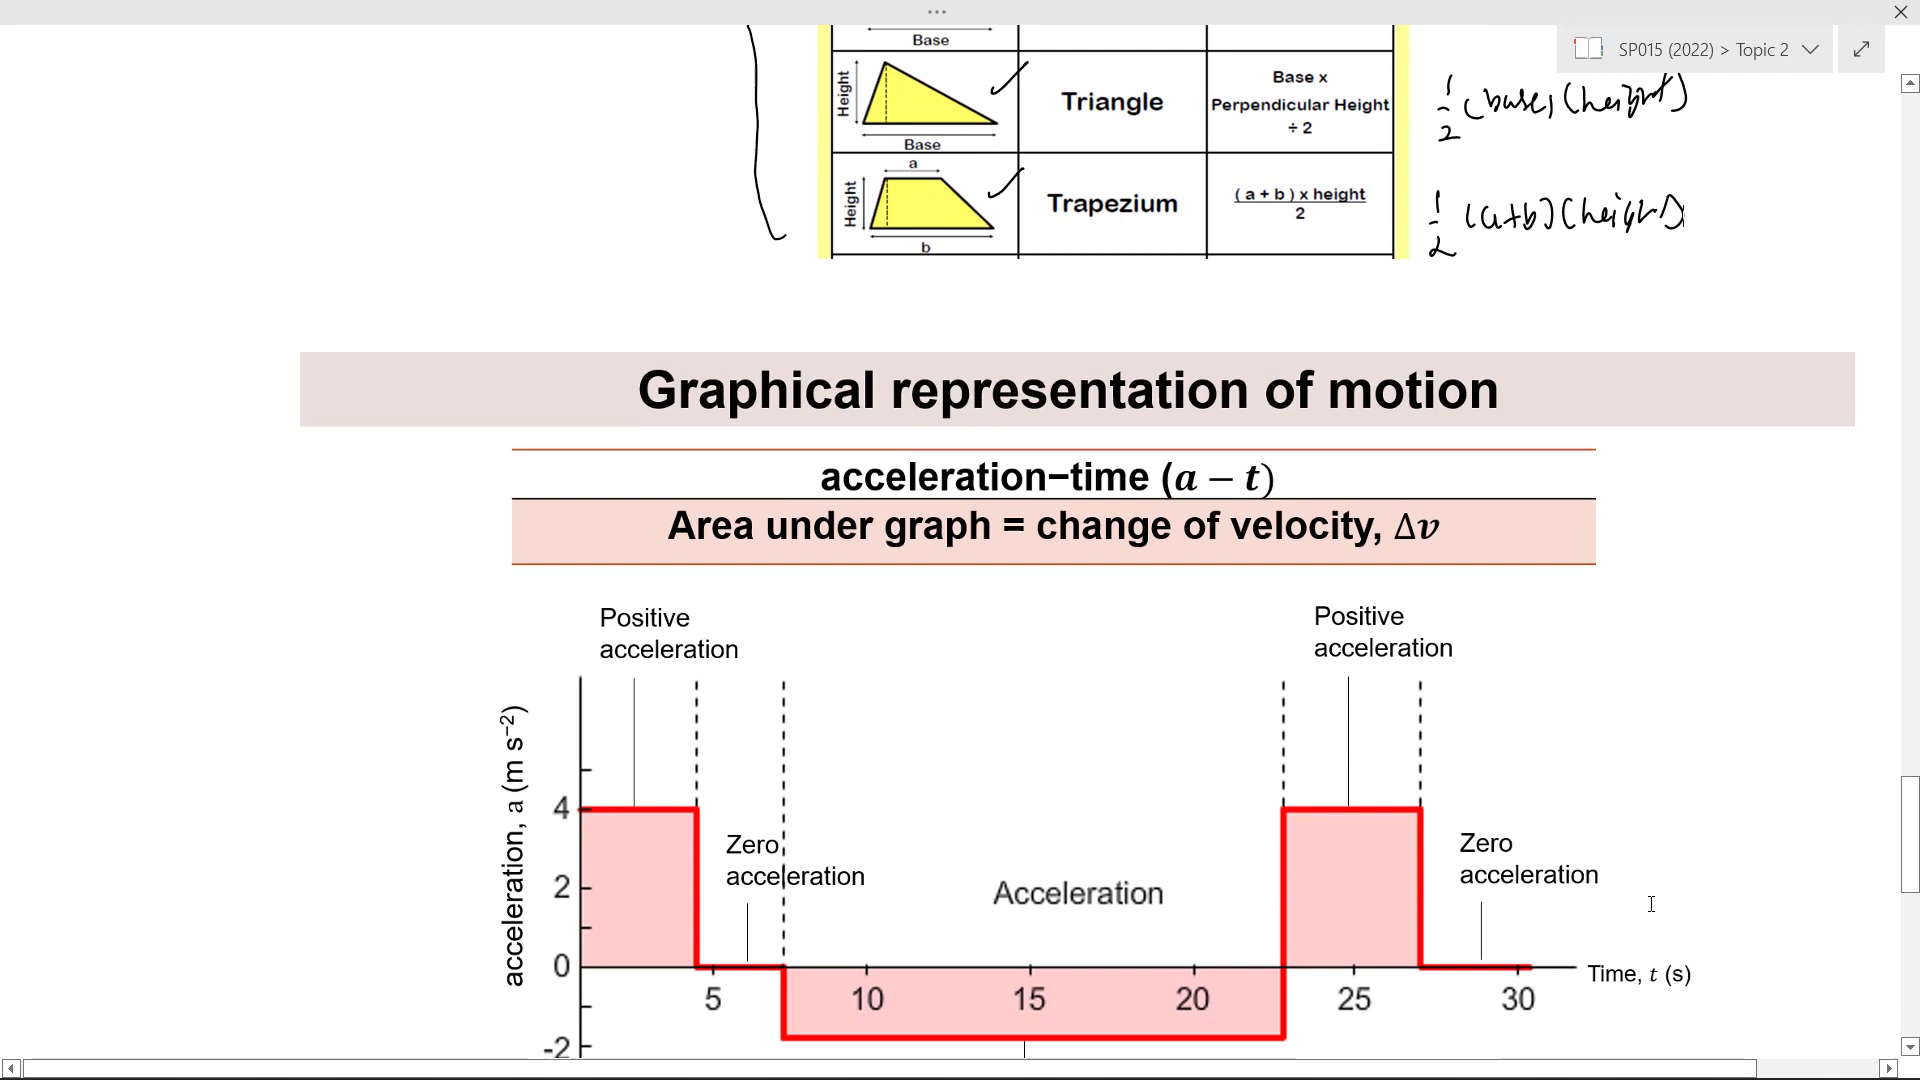 SP015 (2022) > Topic 2
Base
Height
Base
Triangle
Base x
Perpendicular Height
÷ 2
1/2 (base) (height)
a
Height
b
Trapezium
( a + b ) x height
2
1/2 (a+b) (height)
Graphical representation of motion
acceleration−time (a − t)
Area under graph = change of velocity, Δv
Positive
acceleration
Positive
acceleration
acceleration, a (m s⁻²)
4
2
0
-2
Zero
acceleration
Acceleration
Zero
acceleration
5 10 15 20 25 30
Time, t (s)